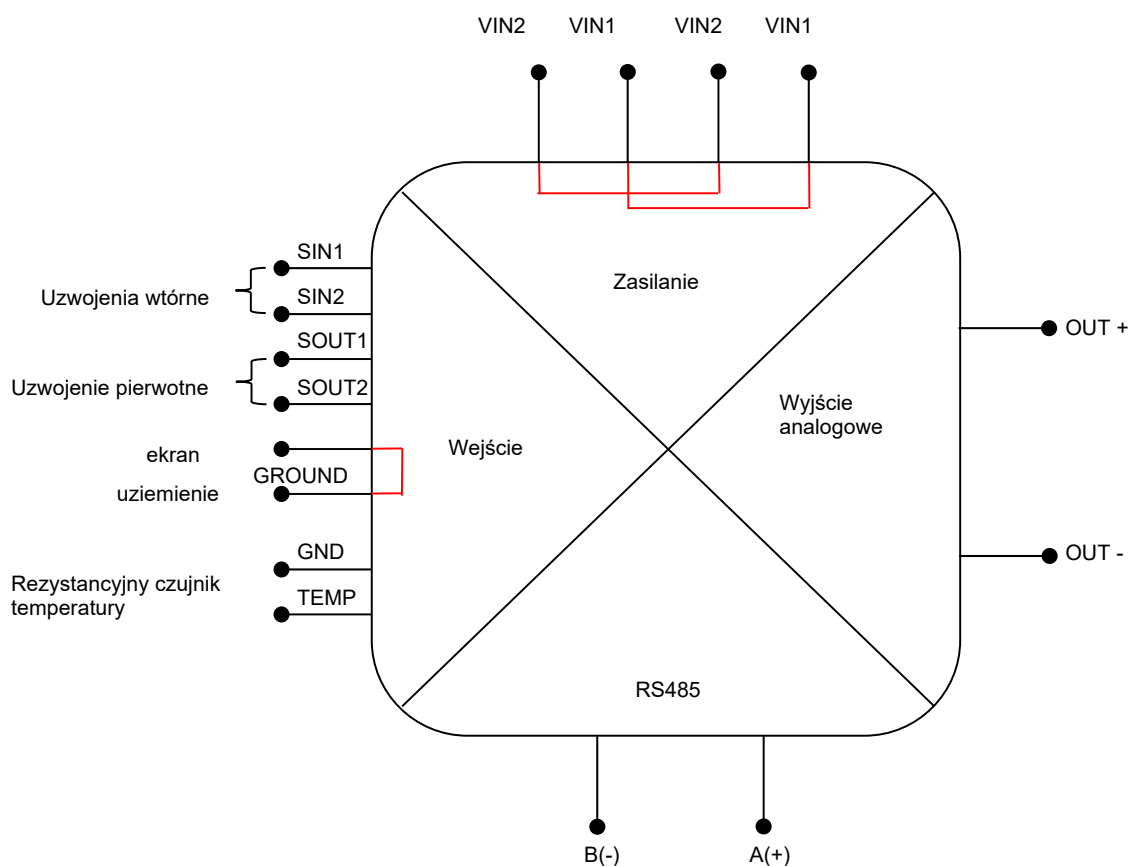 VIN2 VIN1 VIN2 VIN1
SIN1
Zasilanie
Uzwojenia wtórne
SIN2
OUT +
SOUT1
Uzwojenie pierwotne
SOUT2
Wyjście
analogowe
Wejście
ekran
GROUND
uziemienie
GND
OUT -
Rezystancyjny czujnik
temperatury
TEMP
RS485
B(-) A(+)